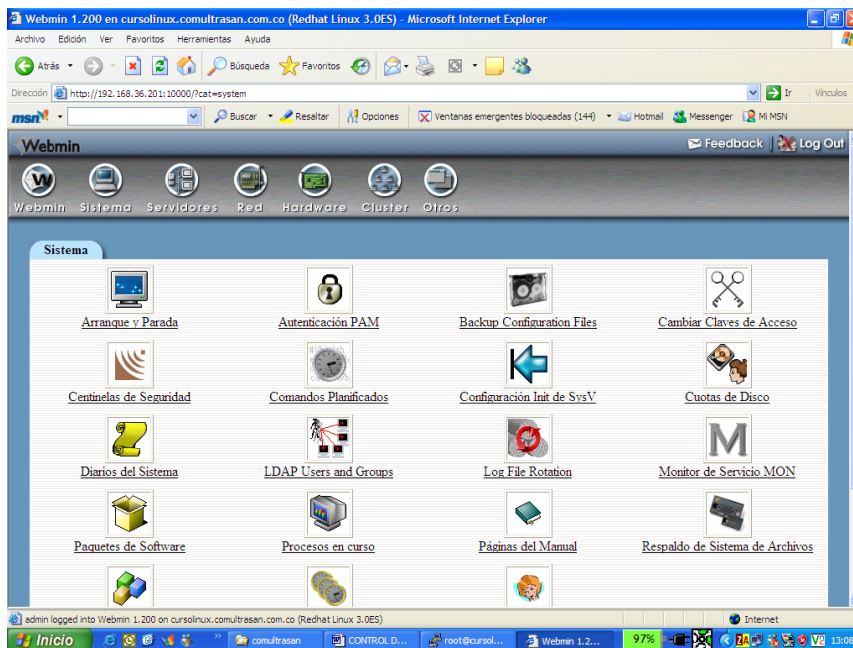 Webmin 1.200 en cursolinux.comultrasan.com.co (Redhat Linux 3.0ES) - Microsoft Internet Explorer
Archivo Edición Ver Favoritos Herramientas Ayuda
Atrás Búsqueda Favoritos
Dirección http://192.168.36.201:10000/?cat=system Ir Vínculos
msn Buscar Resaltar Opciones Ventanas emergentes bloqueadas (144) Hotmail Messenger Mi MSN
Webmin Feedback Log Out
Webmin Sistema Servidores Red Hardware Cluster Otros
Sistema
Arranque y Parada Autenticación PAM Backup Configuration Files Cambiar Claves de Acceso
Centinelas de Seguridad Comandos Planificados Configuración Init de SysV Cuotas de Disco
Diarios del Sistema LDAP Users and Groups Log File Rotation Monitor de Servicio MON
Paquetes de Software Procesos en curso Páginas del Manual Respaldo de Sistema de Archivos
admin logged into Webmin 1.200 on cursolinux.comultrasan.com.co (Redhat Linux 3.0ES) Internet
Inicio comultrasan CONTROL D... root@cursol... Webmin 1.2... 97% 13:08